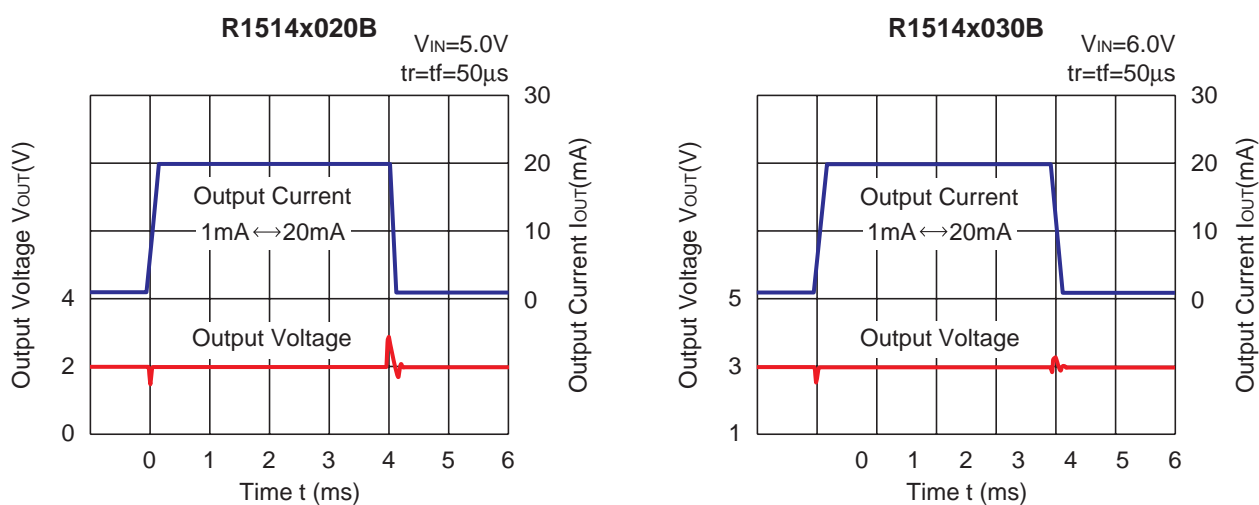 R1514x020B
VIN=5.0V
tr=tf=50μs
Output Voltage VOUT(V)
4
2
0
30
20
10
0
Output Current IOUT(mA)
Output Current
1mA↔20mA
Output Voltage
0 1 2 3 4 5 6
Time t (ms)
R1514x030B
VIN=6.0V
tr=tf=50μs
Output Voltage VOUT(V)
5
3
1
30
20
10
0
Output Current IOUT(mA)
Output Current
1mA↔20mA
Output Voltage
0 1 2 3 4 5 6
Time t (ms)